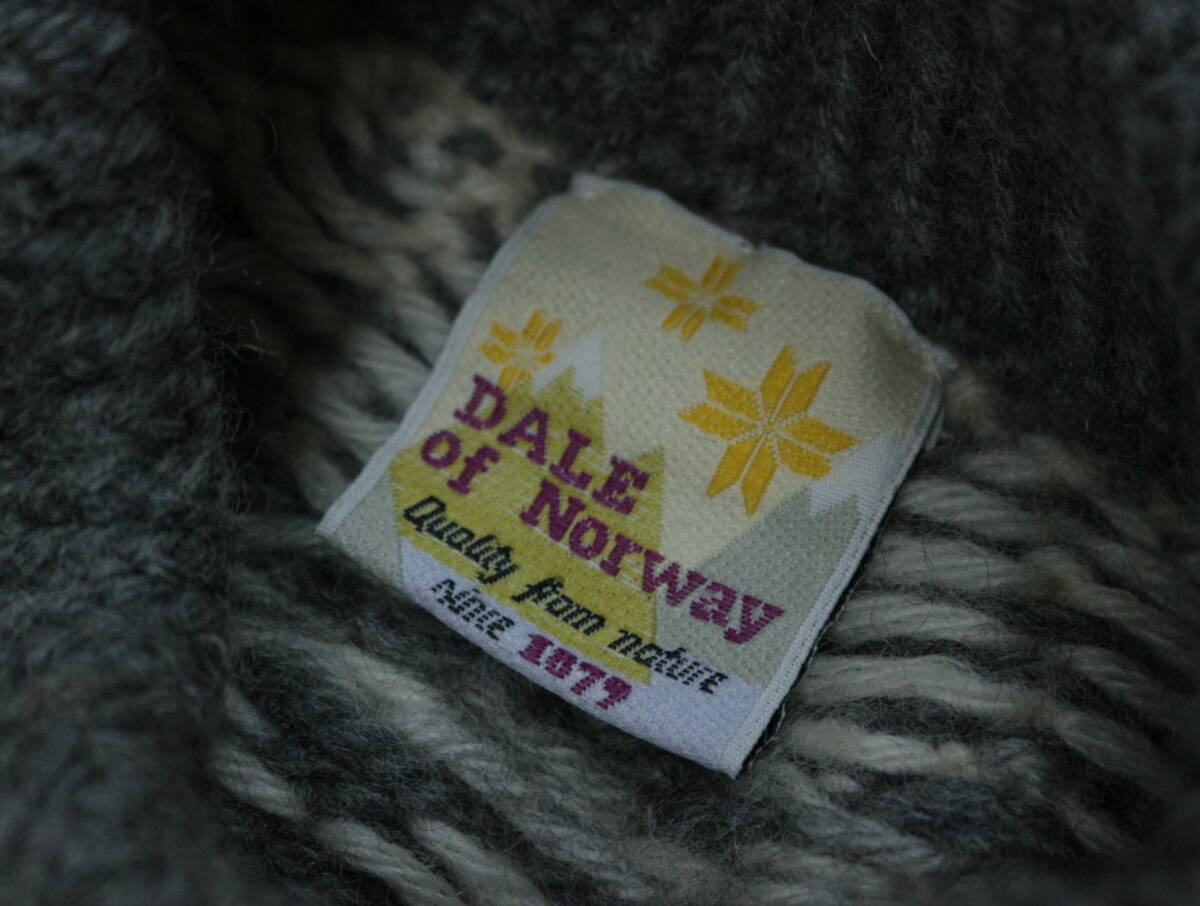 DALE
of Norway
Quality from nature
since 1879